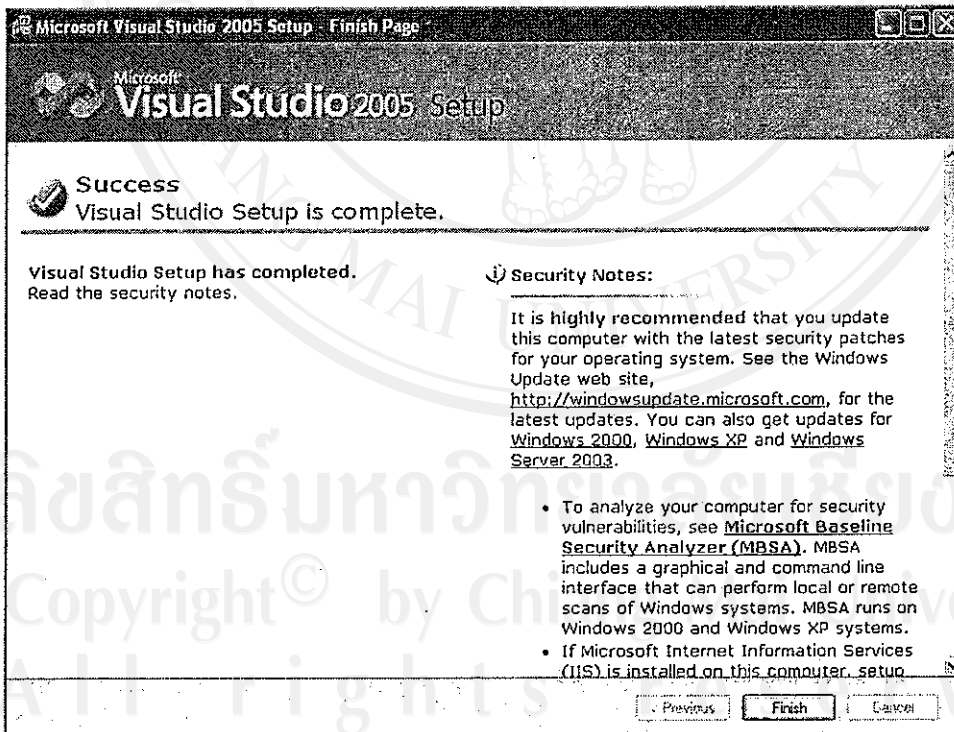 Microsoft Visual Studio 2005 Setup - Finish Page
Microsoft
Visual Studio 2005 Setup
Success
Visual Studio Setup is complete.
Visual Studio Setup has completed.
Read the security notes.
Security Notes:
It is highly recommended that you update
this computer with the latest security patches
for your operating system. See the Windows
Update web site,
http://windowsupdate.microsoft.com, for the
latest updates. You can also get updates for
Windows 2000, Windows XP and Windows
Server 2003.
• To analyze your computer for security
vulnerabilities, see Microsoft Baseline
Security Analyzer (MBSA). MBSA
includes a graphical and command line
interface that can perform local or remote
scans of Windows systems. MBSA runs on
Windows 2000 and Windows XP systems.
• If Microsoft Internet Information Services
(IIS) is installed on this computer, setup
Previous Finish Cancel
MAI UNIVERSITY
Copyright © by Chi
All rights